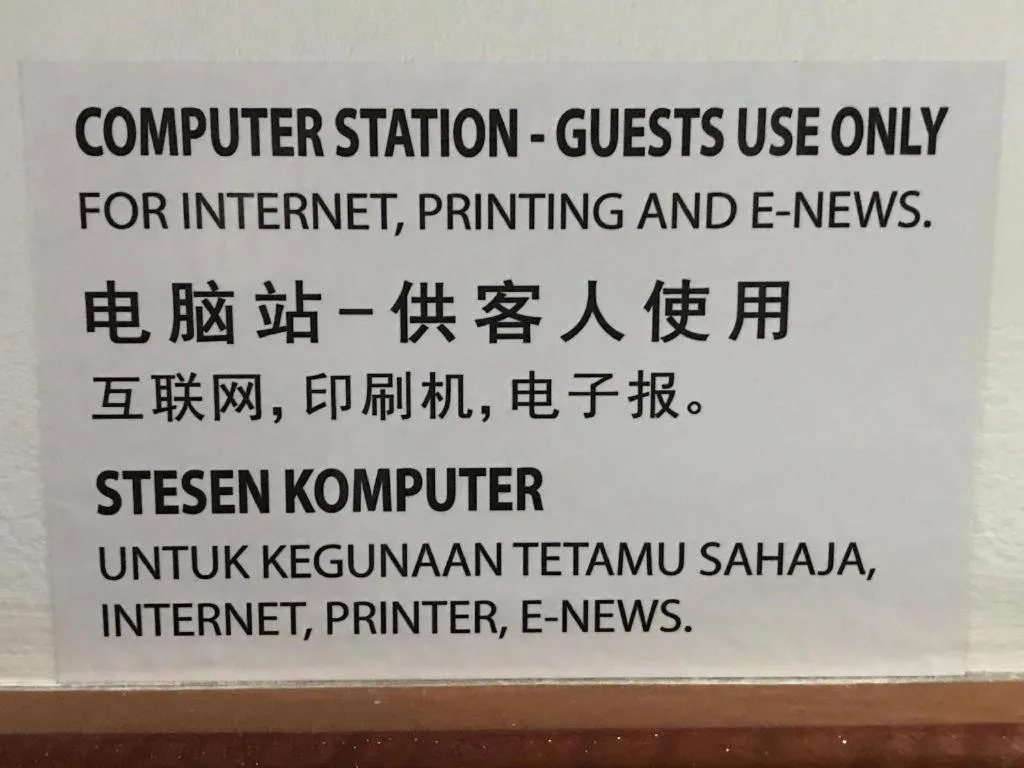 COMPUTER STATION - GUESTS USE ONLY
FOR INTERNET, PRINTING AND E-NEWS.
电脑站-供客人使用
互联网, 印刷机, 电子报。
STESEN KOMPUTER
UNTUK KEGUNAAN TETAMU SAHAJA,
INTERNET, PRINTER, E-NEWS.